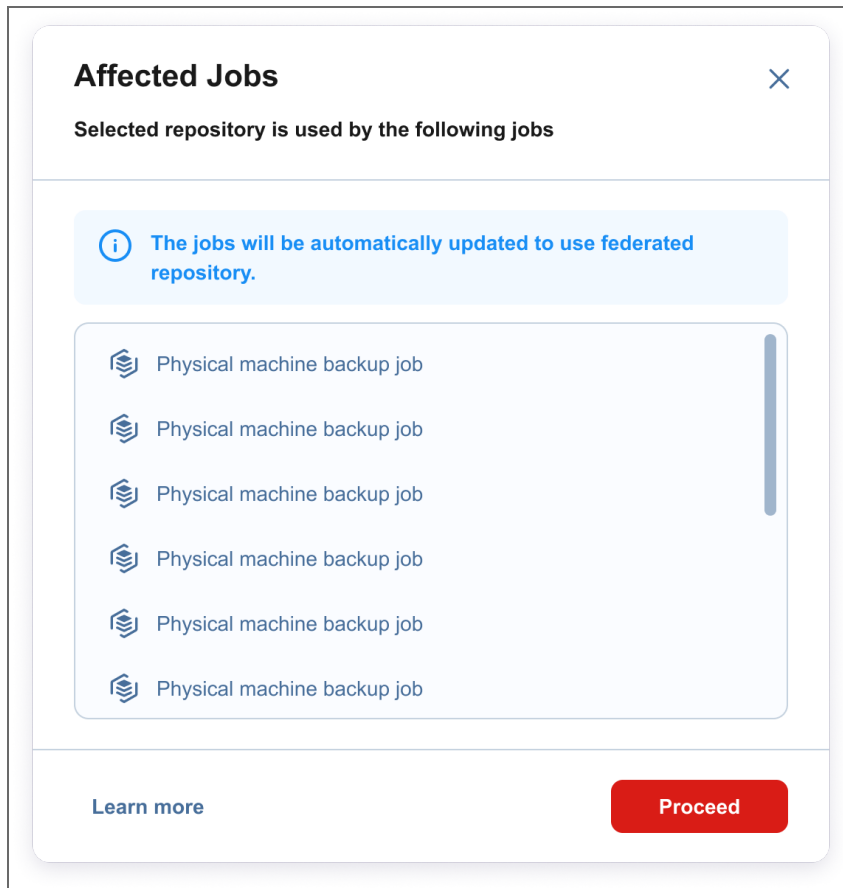 Affected Jobs
Selected repository is used by the following jobs
The jobs will be automatically updated to use federated
repository.
Physical machine backup job
Physical machine backup job
Physical machine backup job
Physical machine backup job
Physical machine backup job
Physical machine backup job
Learn more
Proceed